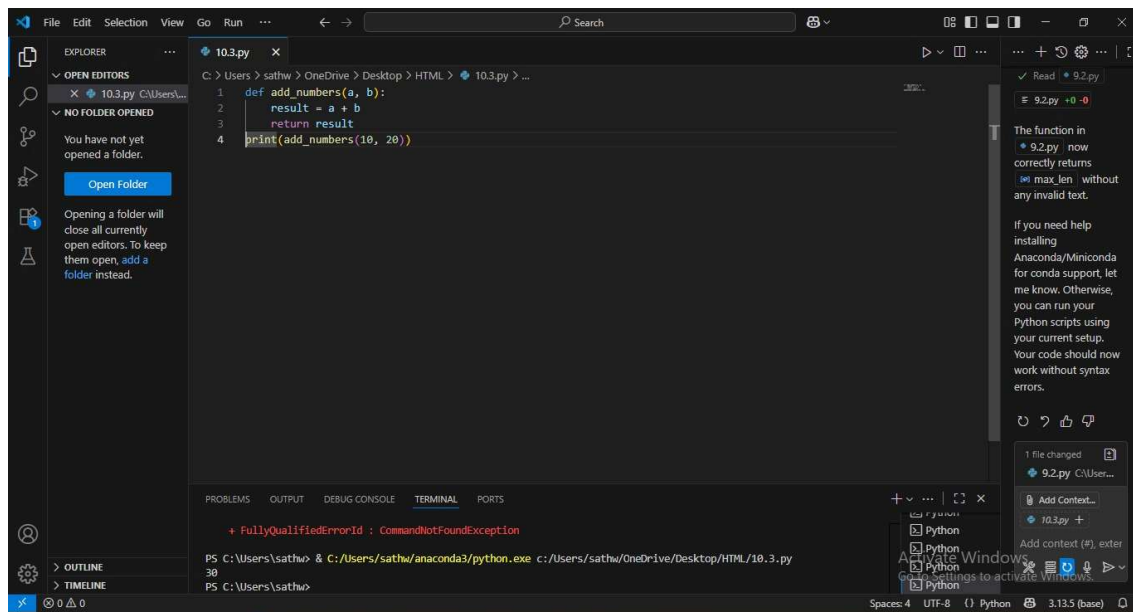 File Edit Selection View Go Run ... Search
EXPLORER ...
OPEN EDITORS
10.3.py C:\Users\...
NO FOLDER OPENED
You have not yet
opened a folder.
Open Folder
Opening a folder will
close all currently
open editors. To keep
them open, add a
folder instead.
OUTLINE
TIMELINE
10.3.py
C: > Users > sathw > OneDrive > Desktop > HTML > 10.3.py > ...
1 def add_numbers(a, b):
2 result = a + b
3 return result
4 print(add_numbers(10, 20))
PROBLEMS OUTPUT DEBUG CONSOLE TERMINAL PORTS
+ FullyQualifiedErrorId : CommandNotFoundException
PS C:\Users\sathw> & C:/Users/sathw/anaconda3/python.exe c:/Users/sathw/OneDrive/Desktop/HTML/10.3.py
30
PS C:\Users\sathw>
Python
Python
Python
Python
Python
Read 9.2.py
9.2.py +0 -0
The function in
9.2.py now
correctly returns
max_len without
any invalid text.
If you need help
installing
Anaconda/Miniconda
for conda support, let
me know. Otherwise,
you can run your
Python scripts using
your current setup.
Your code should now
work without syntax
errors.
1 file changed
9.2.py C:\User...
Add Context...
10.3.py +
Add context (#), exter
Activate Windows
Go to Settings to activate Windows.
0 0 Spaces: 4 UTF-8 {} Python 3.13.5 (base)